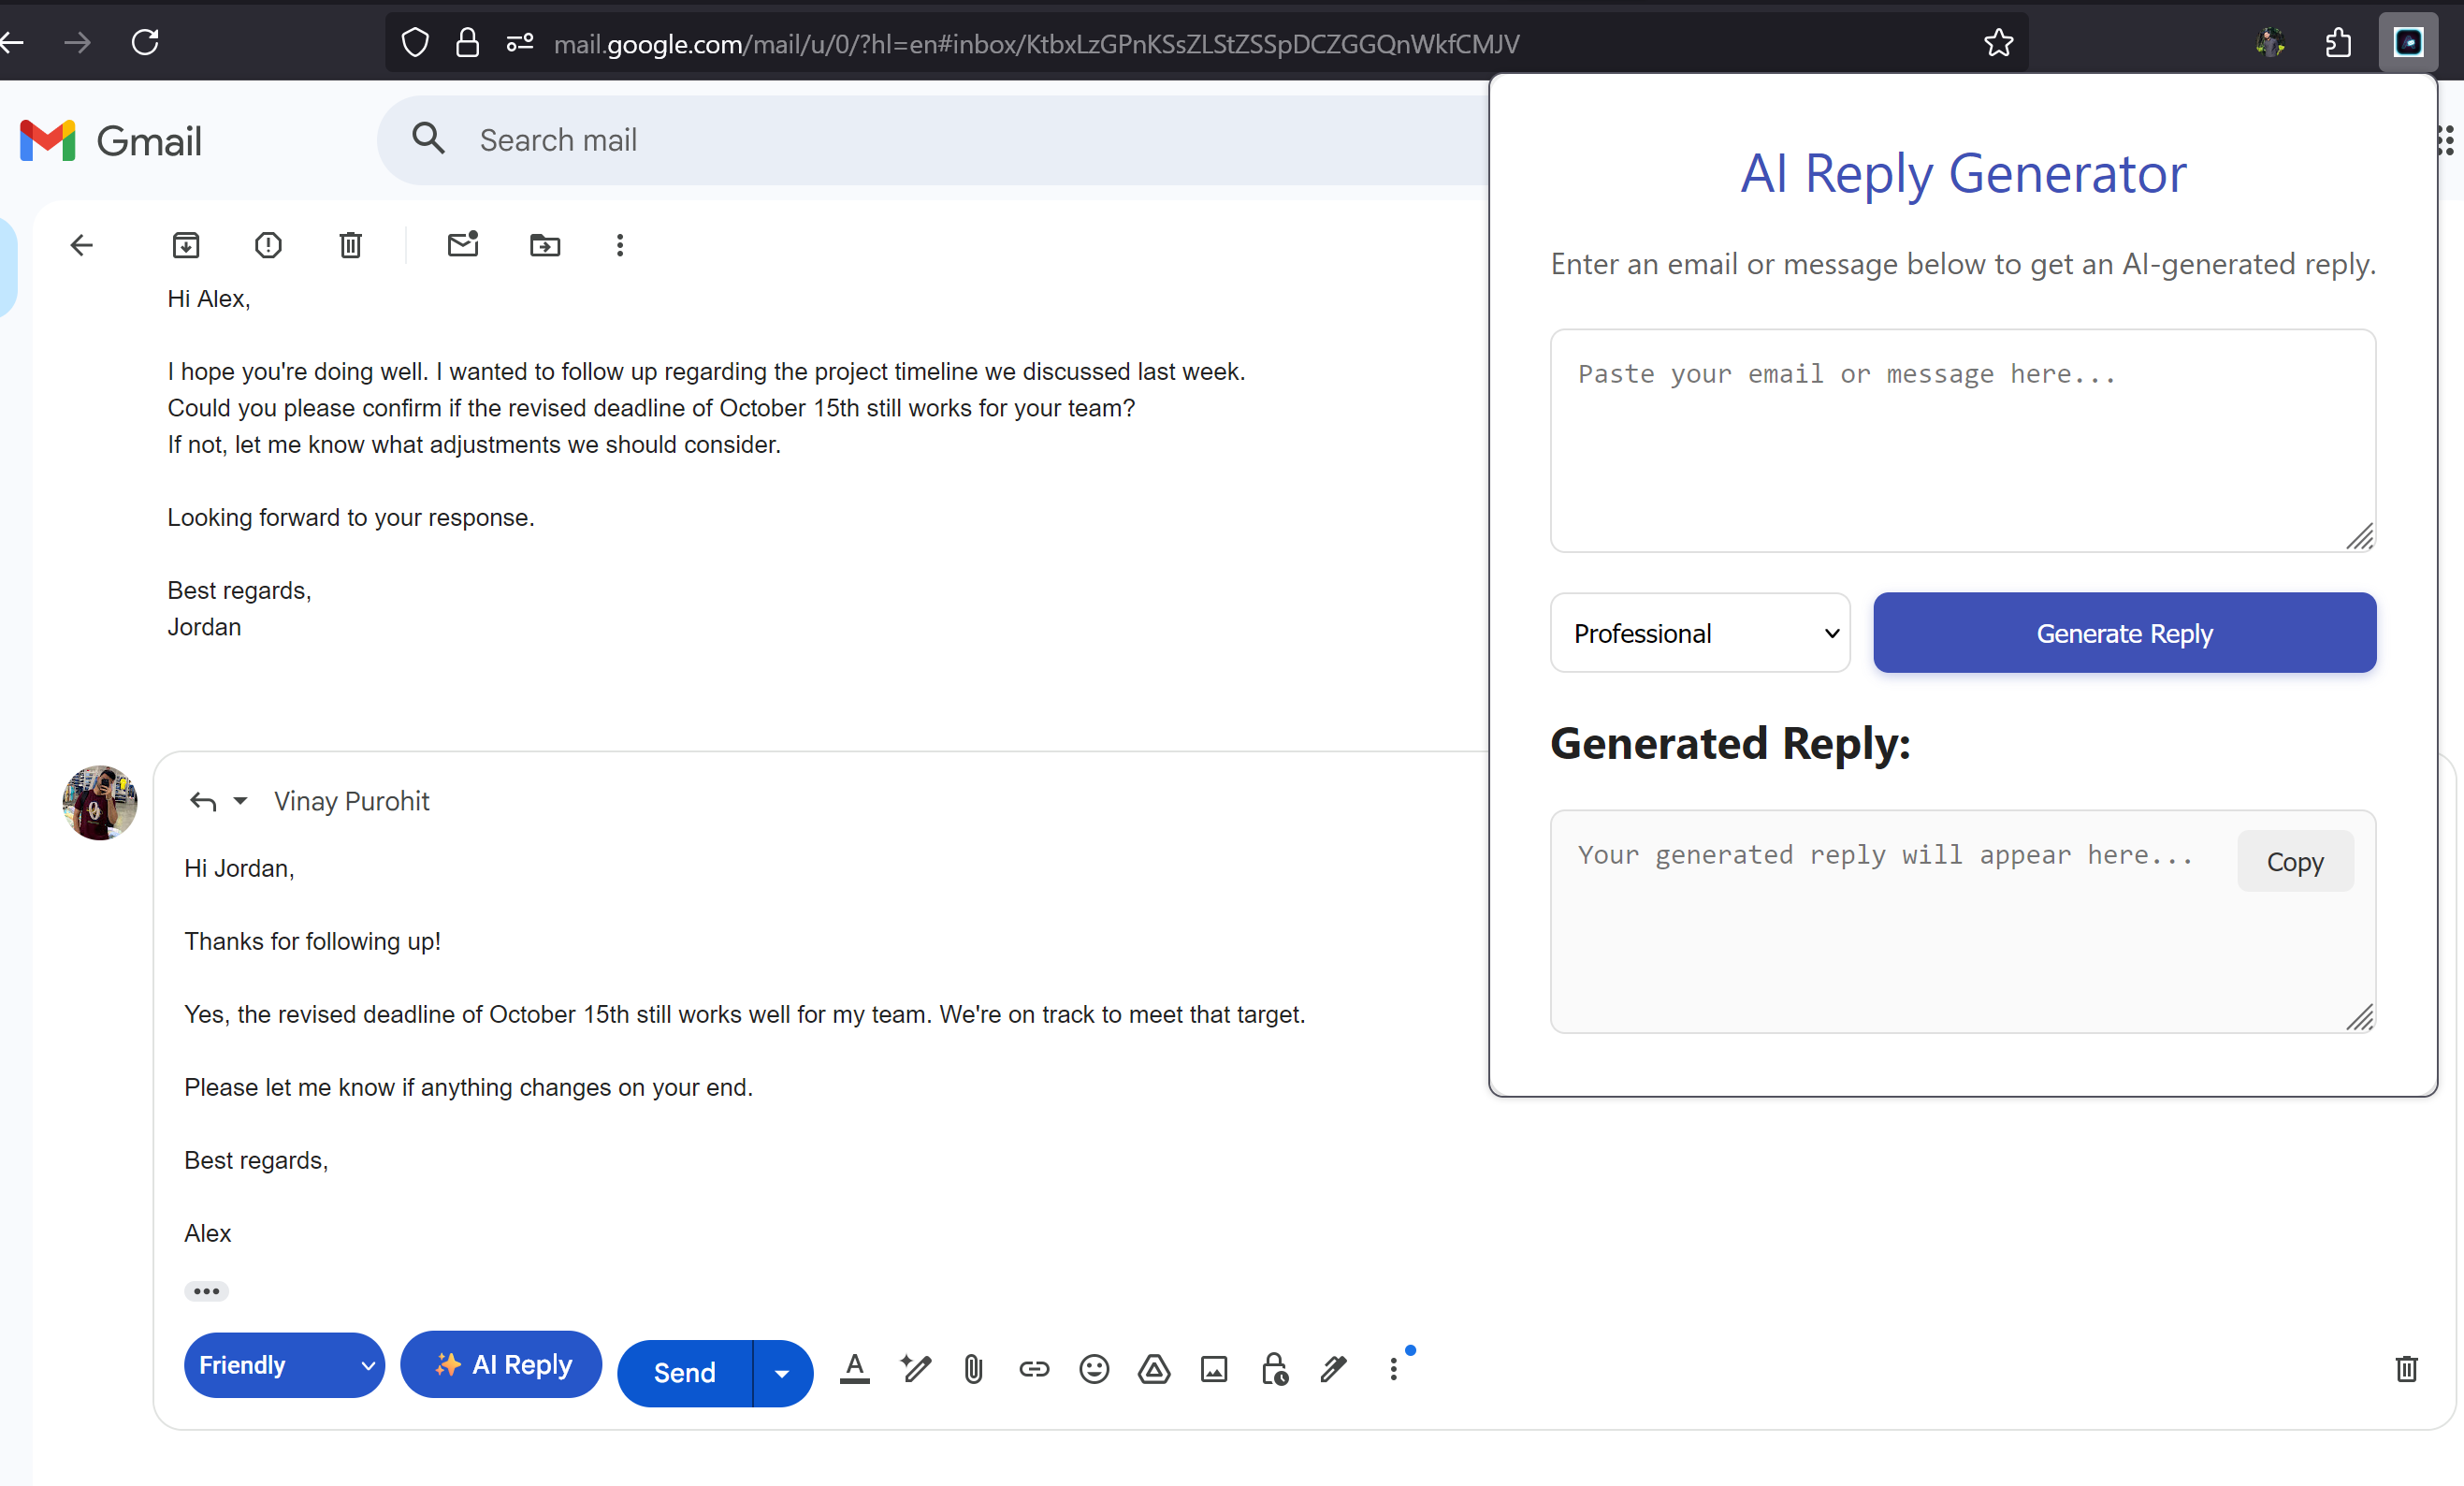 mail.google.com/mail/u/0/?hl=en#inbox/KtbxLzGPnKSsZLStZSSpDCZGGQnWkfCMJV
Gmail
Search mail
Hi Alex,
I hope you're doing well. I wanted to follow up regarding the project timeline we discussed last week.
Could you please confirm if the revised deadline of October 15th still works for your team?
If not, let me know what adjustments we should consider.
Looking forward to your response.
Best regards,
Jordan
Vinay Purohit
Hi Jordan,
Thanks for following up!
Yes, the revised deadline of October 15th still works well for my team. We're on track to meet that target.
Please let me know if anything changes on your end.
Best regards,
Alex
Friendly
AI Reply
Send
AI Reply Generator
Enter an email or message below to get an AI-generated reply.
Paste your email or message here...
Professional
Generate Reply
Generated Reply:
Your generated reply will appear here...
Copy